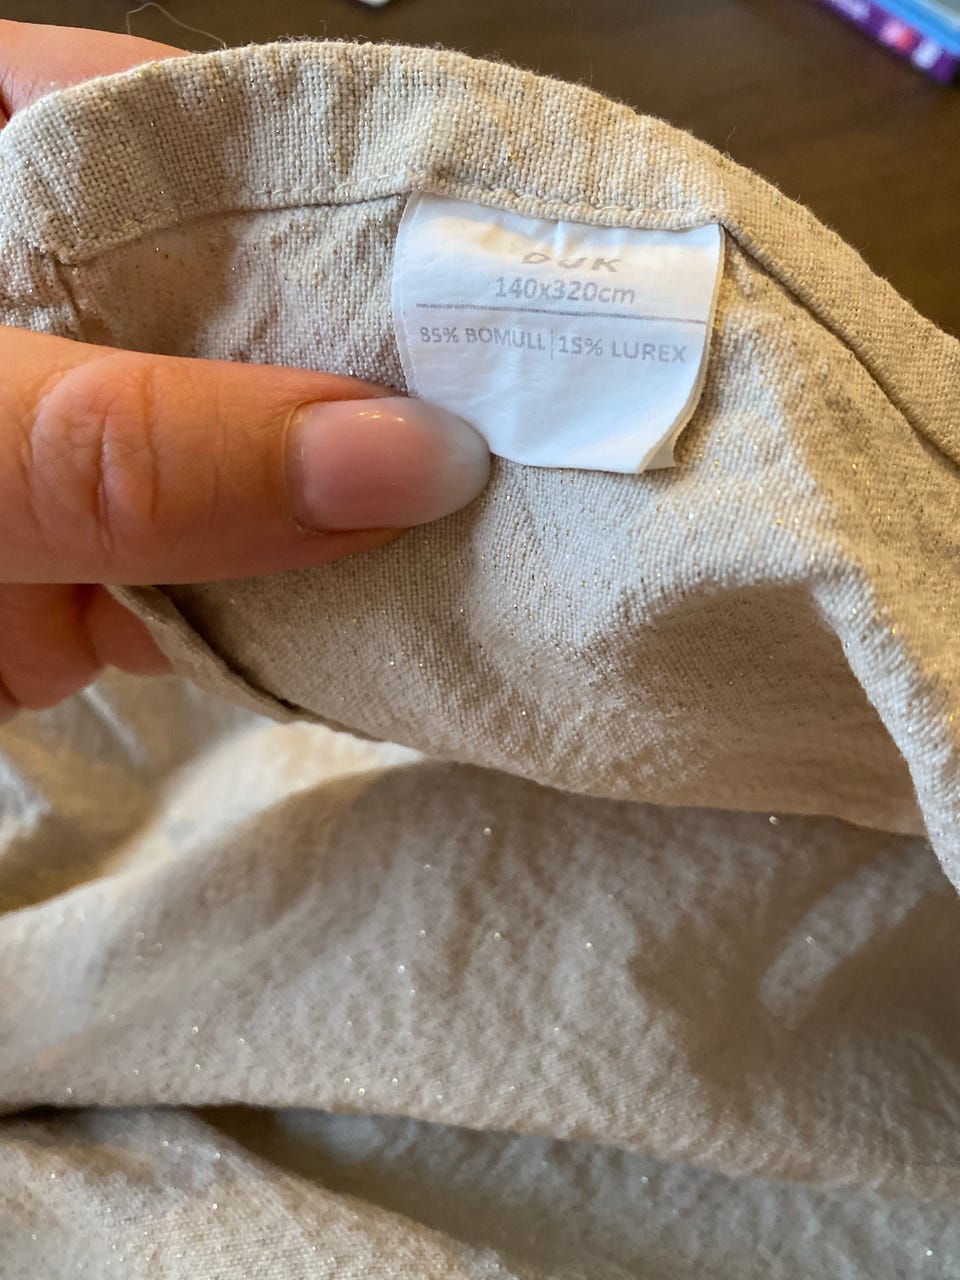 DUK
140x320cm
85% BOMULL|15% LUREX